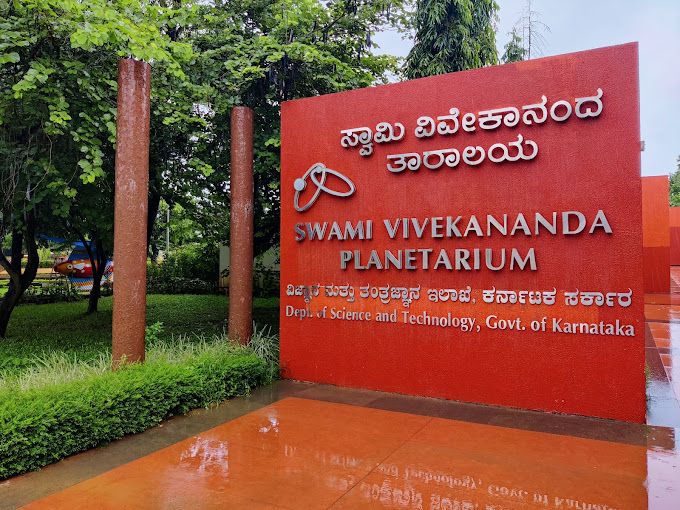 ಸ್ವಾಮಿ ವಿವೇಕಾನಂದ
ತಾರಾಲಯ
SWAMI VIVEKANANDA
PLANETARIUM
ವಿಜ್ಞಾನ ಮತ್ತು ತಂತ್ರಜ್ಞಾನ ಇಲಾಖೆ, ಕರ್ನಾಟಕ ಸರ್ಕಾರ
Dept. of Science and Technology, Govt. of Karnataka